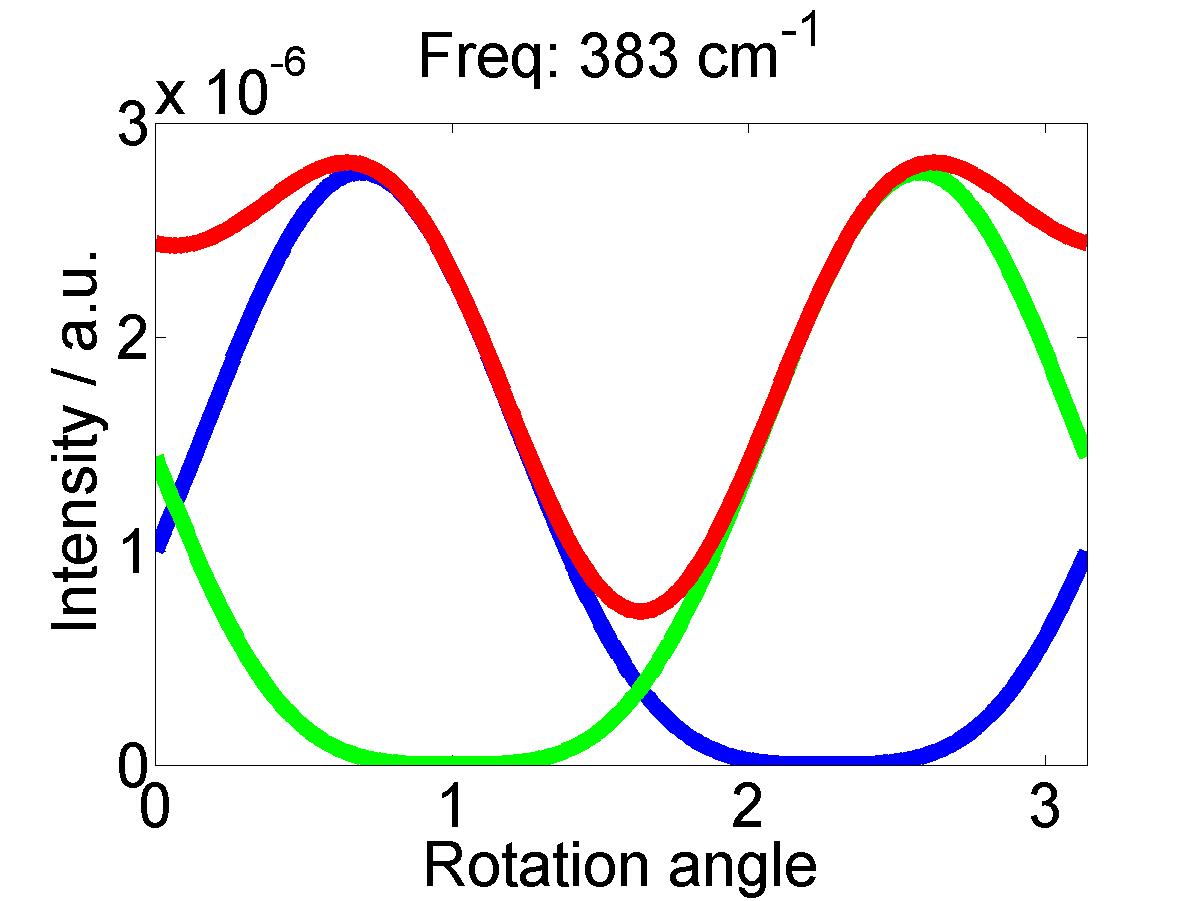 Freq: 383 cm-1
x 10-6
3
2
1
0
0 1 2 3
Intensity / a.u.
Rotation angle